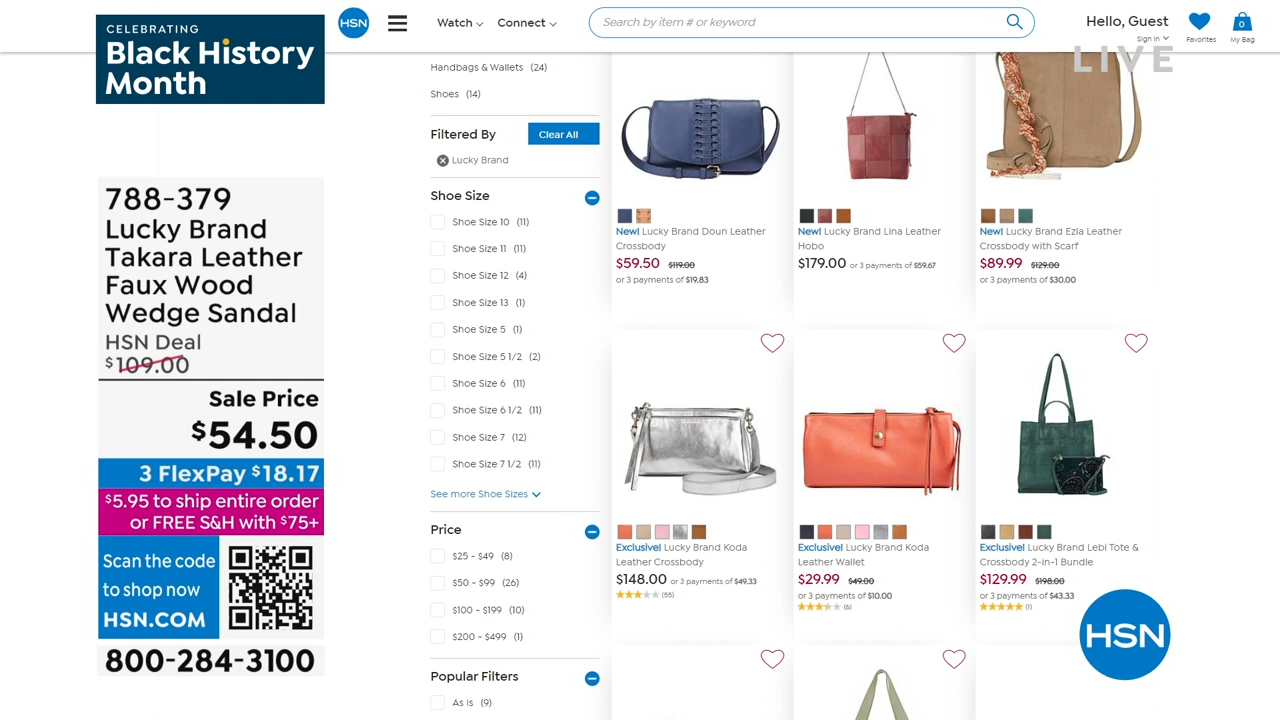 CELEBRATING
Black History
Month
788-379
Lucky Brand
Takara Leather
Faux Wood
Wedge Sandal
HSN Deal
$109.00
Sale Price
$54.50
3 FlexPay $18.17
$5.95 to ship entire order
or FREE S&H with $75+
Scan the code
to shop now
HSN.COM
800-284-3100
HSN
Watch
Connect
Search by item # or keyword
Hello, Guest
Sign in
Favorites
0
My Bag
LIVE
Handbags & Wallets (24)
Shoes (14)
Filtered By
Clear All
Lucky Brand
Shoe Size
Shoe Size 10 (11)
Shoe Size 11 (11)
Shoe Size 12 (4)
Shoe Size 13 (1)
Shoe Size 5 (1)
Shoe Size 5 1/2 (2)
Shoe Size 6 (11)
Shoe Size 6 1/2 (11)
Shoe Size 7 (12)
Shoe Size 7 1/2 (11)
See more Shoe Sizes
Price
$25 - $49 (8)
$50 - $99 (26)
$100 - $199 (10)
$200 - $499 (1)
Popular Filters
As Is (9)
New! Lucky Brand Doun Leather
Crossbody
$59.50 $119.00
or 3 payments of $19.83
New! Lucky Brand Lina Leather
Hobo
$179.00 or 3 payments of $59.67
New! Lucky Brand Ezla Leather
Crossbody with Scarf
$89.99 $129.00
or 3 payments of $30.00
Exclusive! Lucky Brand Koda
Leather Crossbody
$148.00 or 3 payments of $49.33
(55)
Exclusive! Lucky Brand Koda
Leather Wallet
$29.99 $49.00
or 3 payments of $10.00
(6)
Exclusive! Lucky Brand Lebi Tote &
Crossbody 2-in-1 Bundle
$129.99 $198.00
or 3 payments of $43.33
(1)
HSN